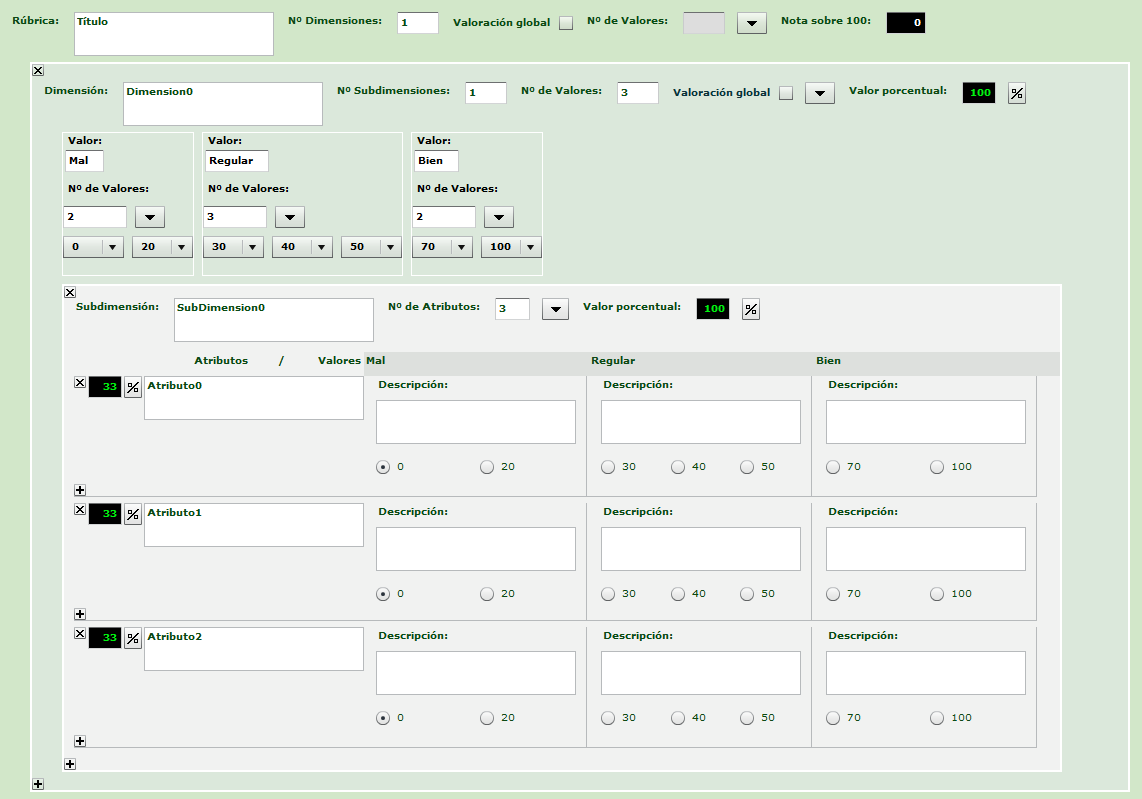 Rúbrica: Título Nº Dimensiones: 1 Valoración global Nº de Valores: Nota sobre 100: 0
Dimensión: Dimension0 Nº Subdimensiones: 1 Nº de Valores: 3 Valoración global Valor porcentual: 100 %
Valor: Valor: Valor:
Mal Regular Bien
Nº de Valores: Nº de Valores: Nº de Valores:
2 3 2
0 20 30 40 50 70 100
Subdimensión: SubDimension0 Nº de Atributos: 3 Valor porcentual: 100 %
Atributos / Valores Mal Regular Bien
33 % Atributo0 Descripción: Descripción: Descripción:
0 20 30 40 50 70 100
33 % Atributo1 Descripción: Descripción: Descripción:
0 20 30 40 50 70 100
33 % Atributo2 Descripción: Descripción: Descripción:
0 20 30 40 50 70 100